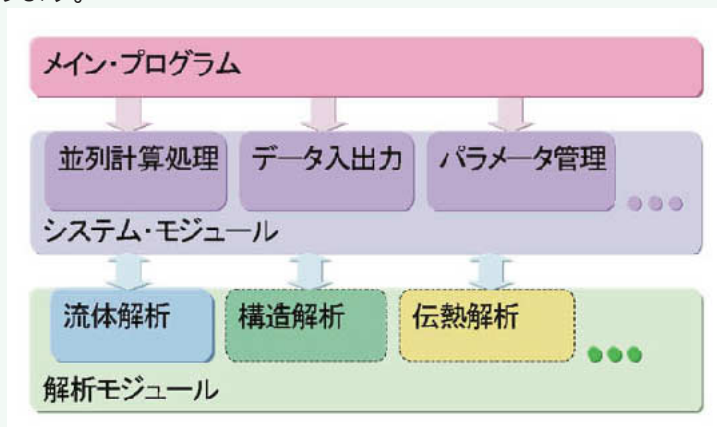 メイン・プログラム
並列計算処理
データ入出力
パラメータ管理
システム・モジュール
流体解析
構造解析
伝熱解析
解析モジュール